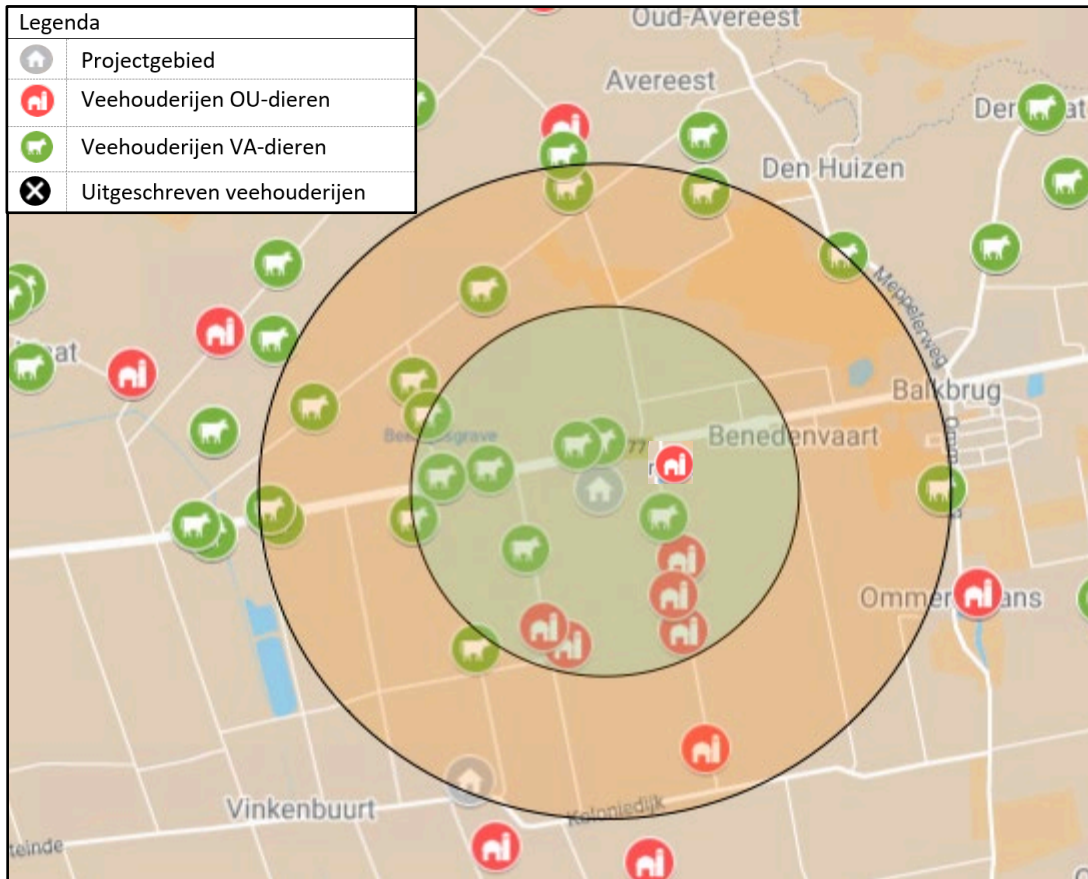 Legenda
Projectgebied
Veehouderijen OU-dieren
Veehouderijen VA-dieren
Uitgeschreven veehouderijen
Oud-Avereest
Avereest
Den Huizen
Meppelerweg
Balkbrug
Benedenvaart
77
Vinkenbuurt
Koloniedijk